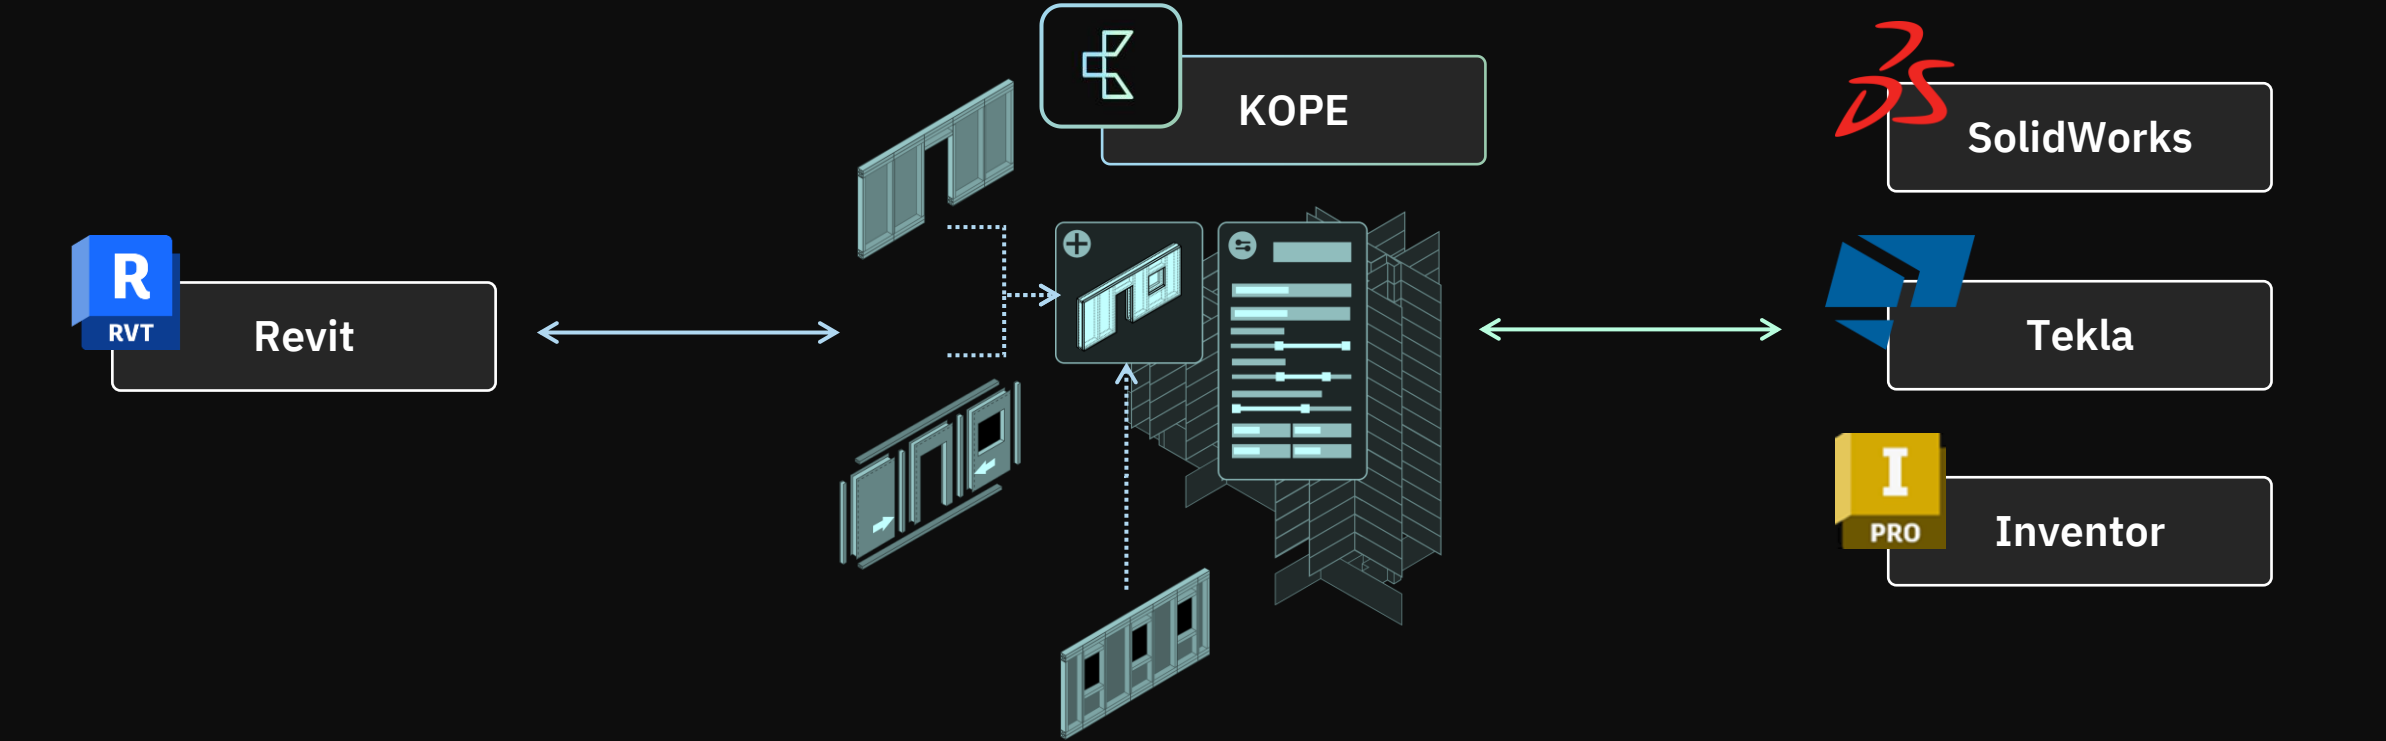 KOPE
SolidWorks
R
RVT
Revit
Tekla
I
PRO
Inventor